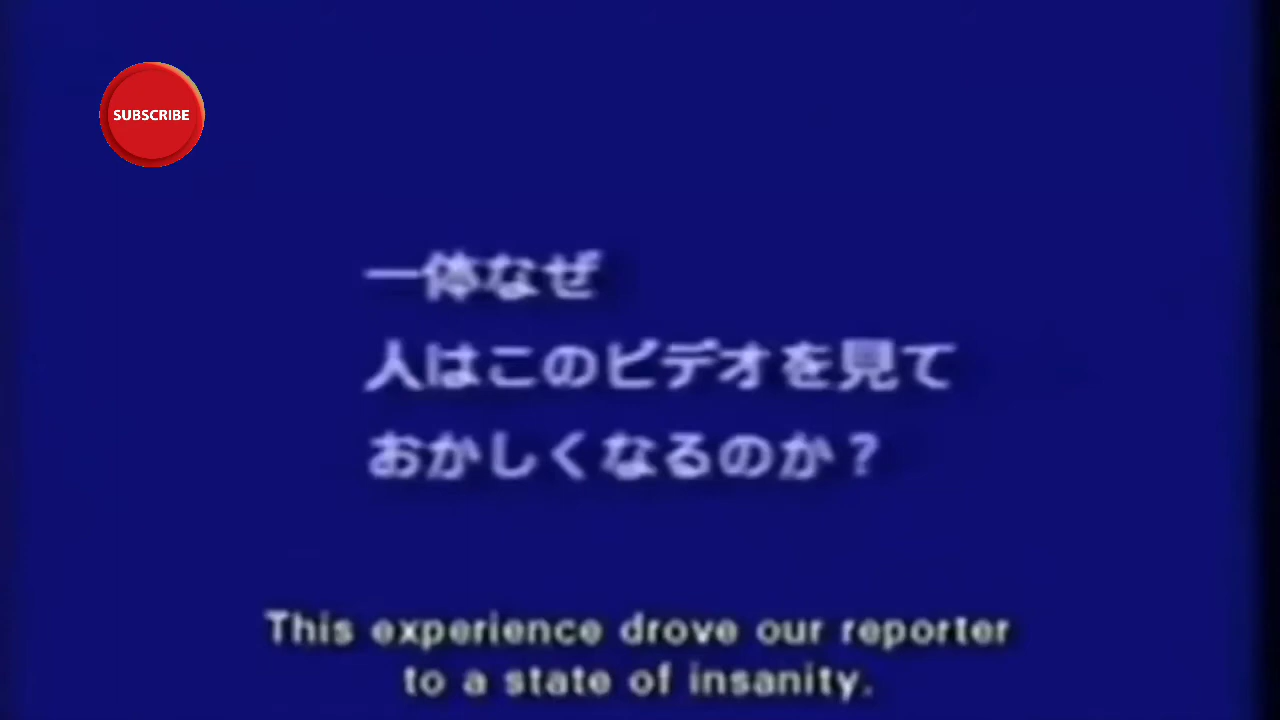 SUBSCRIBE
一体なぜ
人はこのビデオを見て
おかしくなるのか？
This experience drove our reporter
to a state of insanity.